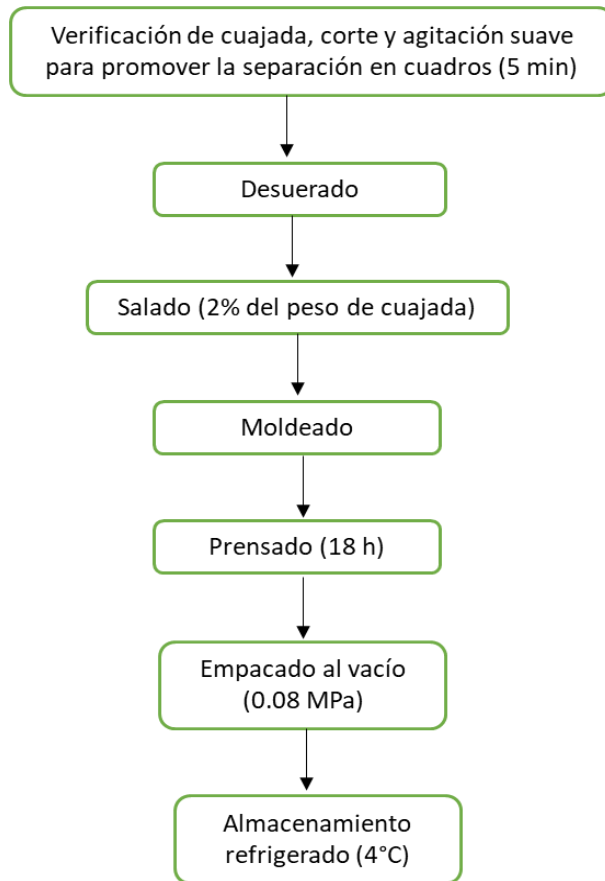 Verificación de cuajada, corte y agitación suave
para promover la separación en cuadros (5 min)
Desuerado
Salado (2% del peso de cuajada)
Moldeado
Prensado (18 h)
Empacado al vacío
(0.08 MPa)
Almacenamiento
refrigerado (4°C)